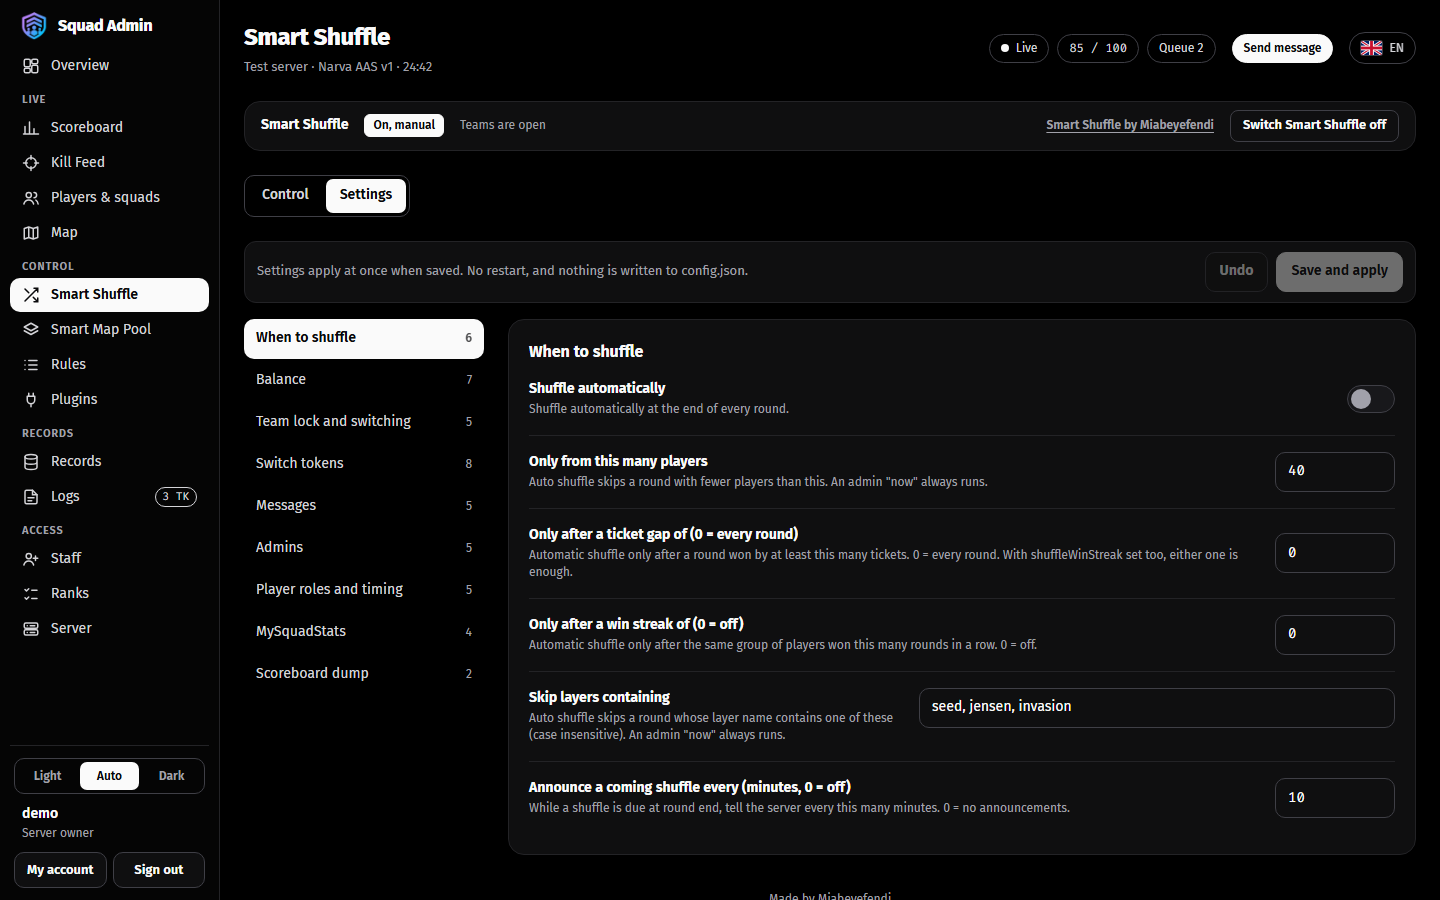 Squad Admin
Overview
LIVE
Scoreboard
Kill Feed
Players & squads
Map
CONTROL
Smart Shuffle
Smart Map Pool
Rules
Plugins
RECORDS
Records
Logs
3 TK
ACCESS
Staff
Ranks
Server
Light
Auto
Dark
demo
Server owner
My account
Sign out
Smart Shuffle
Test server · Narva AAS v1 · 24:42
Live
85 / 100
Queue 2
Send message
EN
Smart Shuffle
On, manual
Teams are open
Smart Shuffle by Miabeyefendi
Switch Smart Shuffle off
Control
Settings
Settings apply at once when saved. No restart, and nothing is written to config.json.
Undo
Save and apply
When to shuffle 6
Balance 7
Team lock and switching 5
Switch tokens 8
Messages 5
Admins 5
Player roles and timing 5
MySquadStats 4
Scoreboard dump 2
When to shuffle
Shuffle automatically
Shuffle automatically at the end of every round.
Only from this many players
Auto shuffle skips a round with fewer players than this. An admin "now" always runs.
40
Only after a ticket gap of (0 = every round)
Automatic shuffle only after a round won by at least this many tickets. 0 = every round. With shuffleWinStreak set too, either one is
enough.
0
Only after a win streak of (0 = off)
Automatic shuffle only after the same group of players won this many rounds in a row. 0 = off.
0
Skip layers containing
Auto shuffle skips a round whose layer name contains one of these
(case insensitive). An admin "now" always runs.
seed, jensen, invasion
Announce a coming shuffle every (minutes, 0 = off)
While a shuffle is due at round end, tell the server every this many minutes. 0 = no announcements.
10
Made by Miabeyefendi